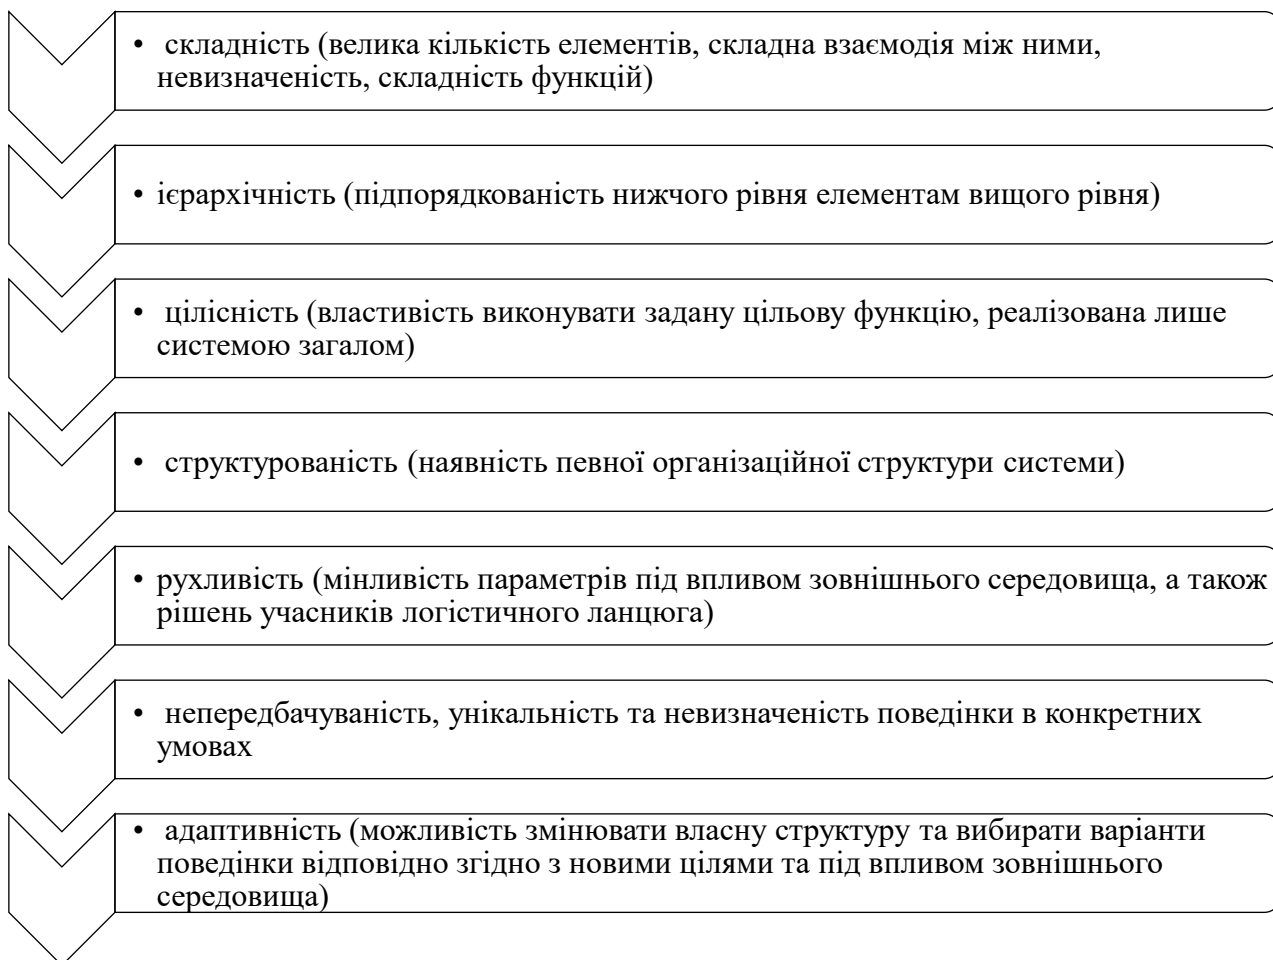 • складність (велика кількість елементів, складна взаємодія між ними,
невизначеність, складність функцій)
• ієрархічність (підпорядкованість нижчого рівня елементам вищого рівня)
• цілісність (властивість виконувати задану цільову функцію, реалізована лише
системою загалом)
• структурованість (наявність певної організаційної структури системи)
• рухливість (мінливість параметрів під впливом зовнішнього середовища, а також
рішень учасників логістичного ланцюга)
• непередбачуваність, унікальність та невизначеність поведінки в конкретних
умовах
• адаптивність (можливість змінювати власну структуру та вибирати варіанти
поведінки відповідно згідно з новими цілями та під впливом зовнішнього
середовища)